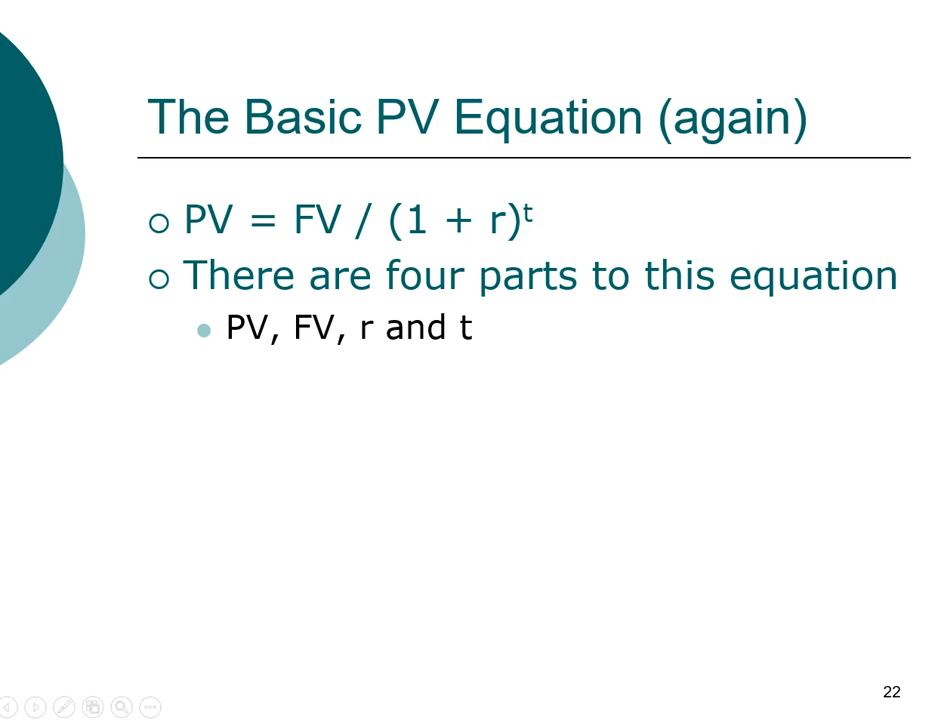 The Basic PV Equation (again)
PV = FV / (1 + r)ᵗ
There are four parts to this equation
PV, FV, r and t
22